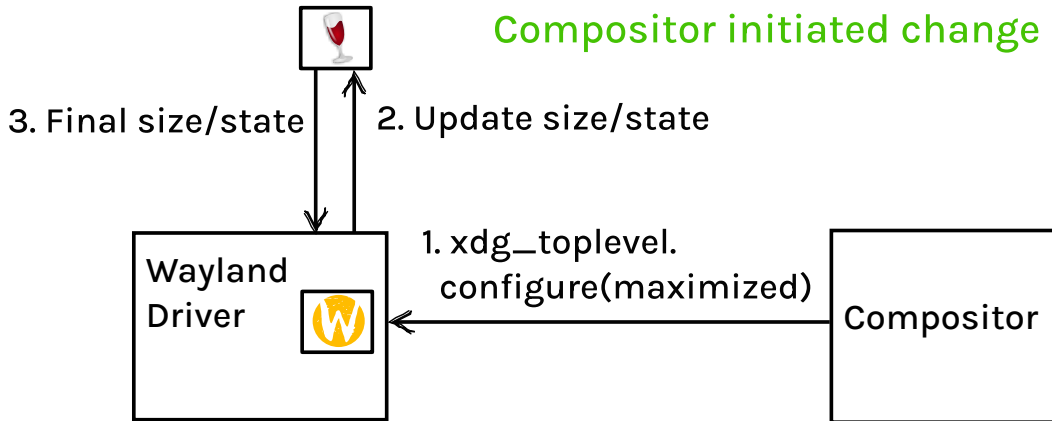 Compositor initiated change
3. Final size/state
2. Update size/state
1. xdg_toplevel.
configure(maximized)
Wayland
Driver
W
Compositor